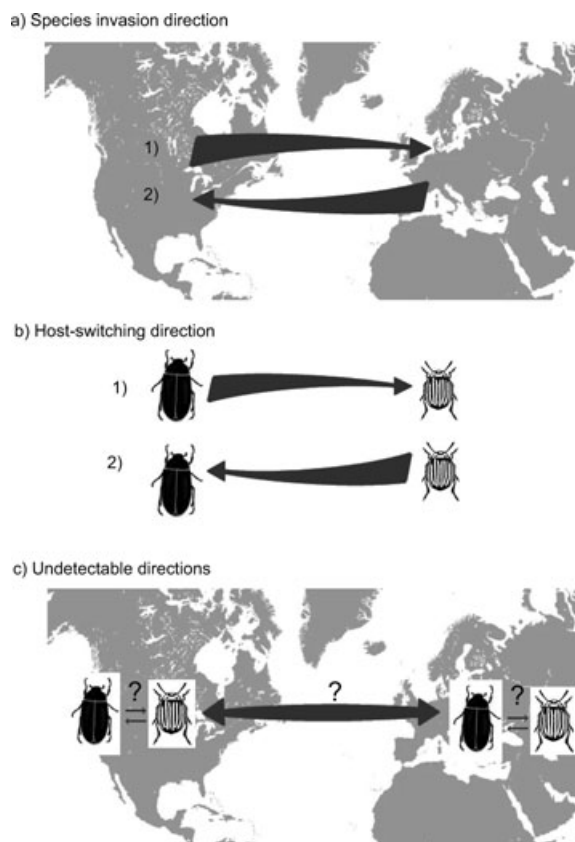 a) Species invasion direction
1)
2)
b) Host-switching direction
1)
2)
c) Undetectable directions
? ? ?